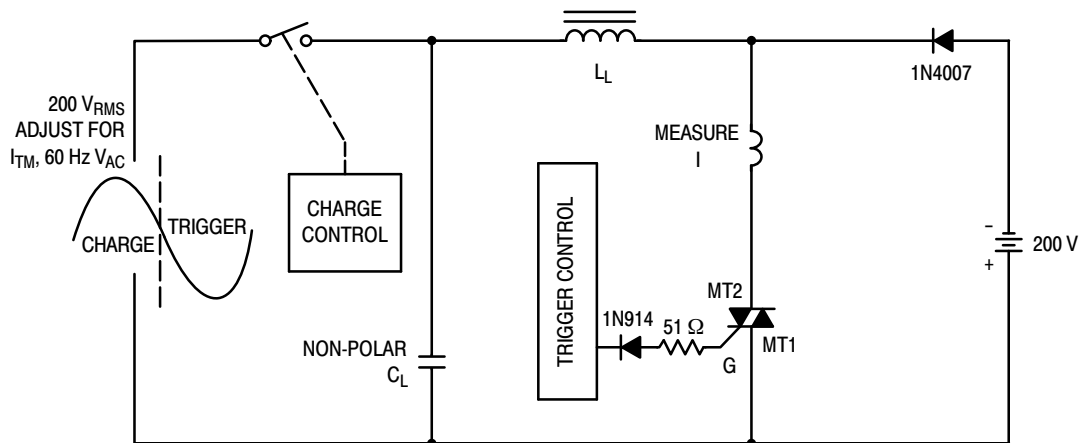 200 V_RMS
ADJUST FOR
I_TM, 60 Hz V_AC
CHARGE
TRIGGER
CHARGE
CONTROL
NON-POLAR
C_L
L_L
TRIGGER CONTROL
MEASURE
I
1N914
51 Ω
G
MT2
MT1
1N4007
-
+
200 V